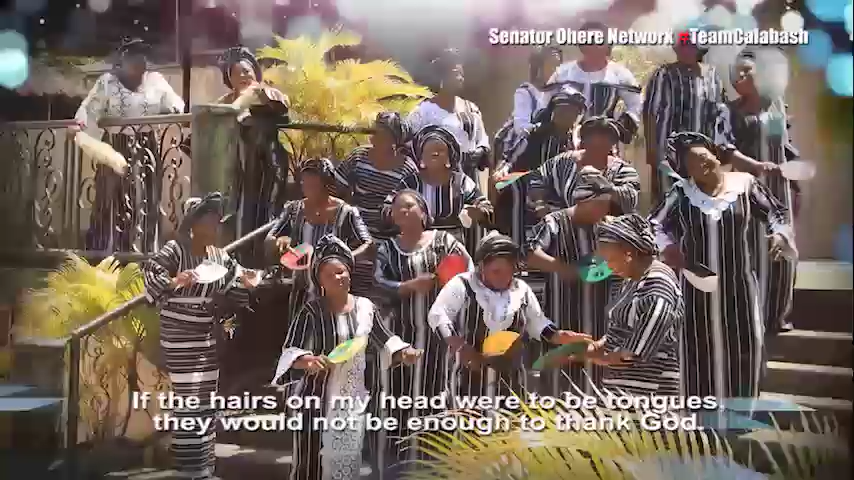 Senator Ohere Network #TeamCalabash
If the hairs on my head were to be tongues,
they would not be enough to thank God.